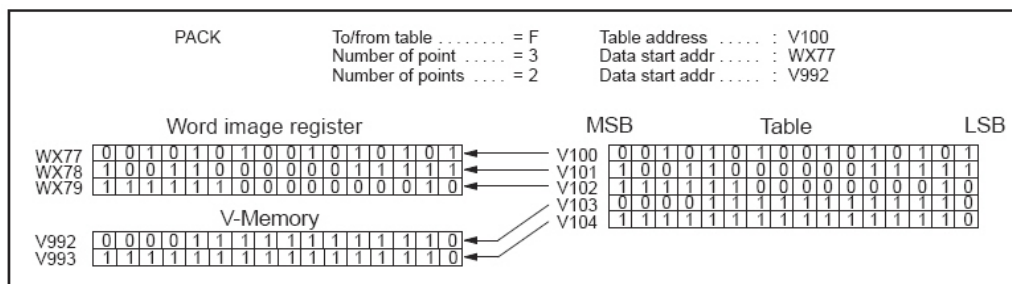 PACK To/from table . . . . . . . . = F Table address . . . . . : V100
Number of point . . . . . . = 3 Data start addr . . . . : WX77
Number of points . . . . = 2 Data start addr . . . . : V992
Word image register MSB Table LSB
WX77 0 0 1 0 1 0 1 0 0 1 0 1 0 1 0 1 V100 0 0 1 0 1 0 1 0 0 1 0 1 0 1 0 1
WX78 1 0 0 1 1 0 0 0 0 0 0 1 1 1 1 1 V101 1 0 0 1 1 0 0 0 0 0 0 1 1 1 1 1
WX79 1 1 1 1 1 1 0 0 0 0 0 0 0 0 1 0 V102 1 1 1 1 1 1 0 0 0 0 0 0 0 0 1 0
V103 0 0 0 0 1 1 1 1 1 1 1 1 1 1 1 0
V-Memory V104 1 1 1 1 1 1 1 1 1 1 1 1 1 1 1 0
V992 0 0 0 0 1 1 1 1 1 1 1 1 1 1 1 0
V993 1 1 1 1 1 1 1 1 1 1 1 1 1 1 1 0